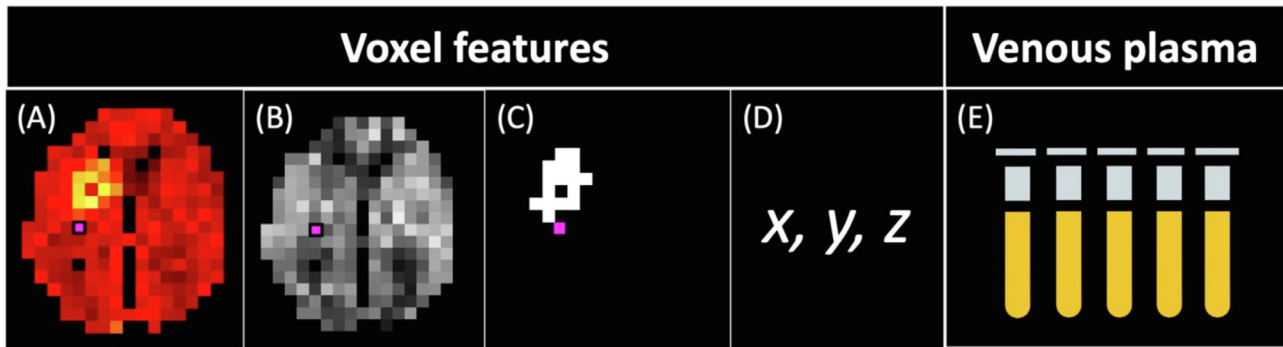 Voxel features
Venous plasma
(A)
(B)
(C)
(D)
(E)
x, y, z